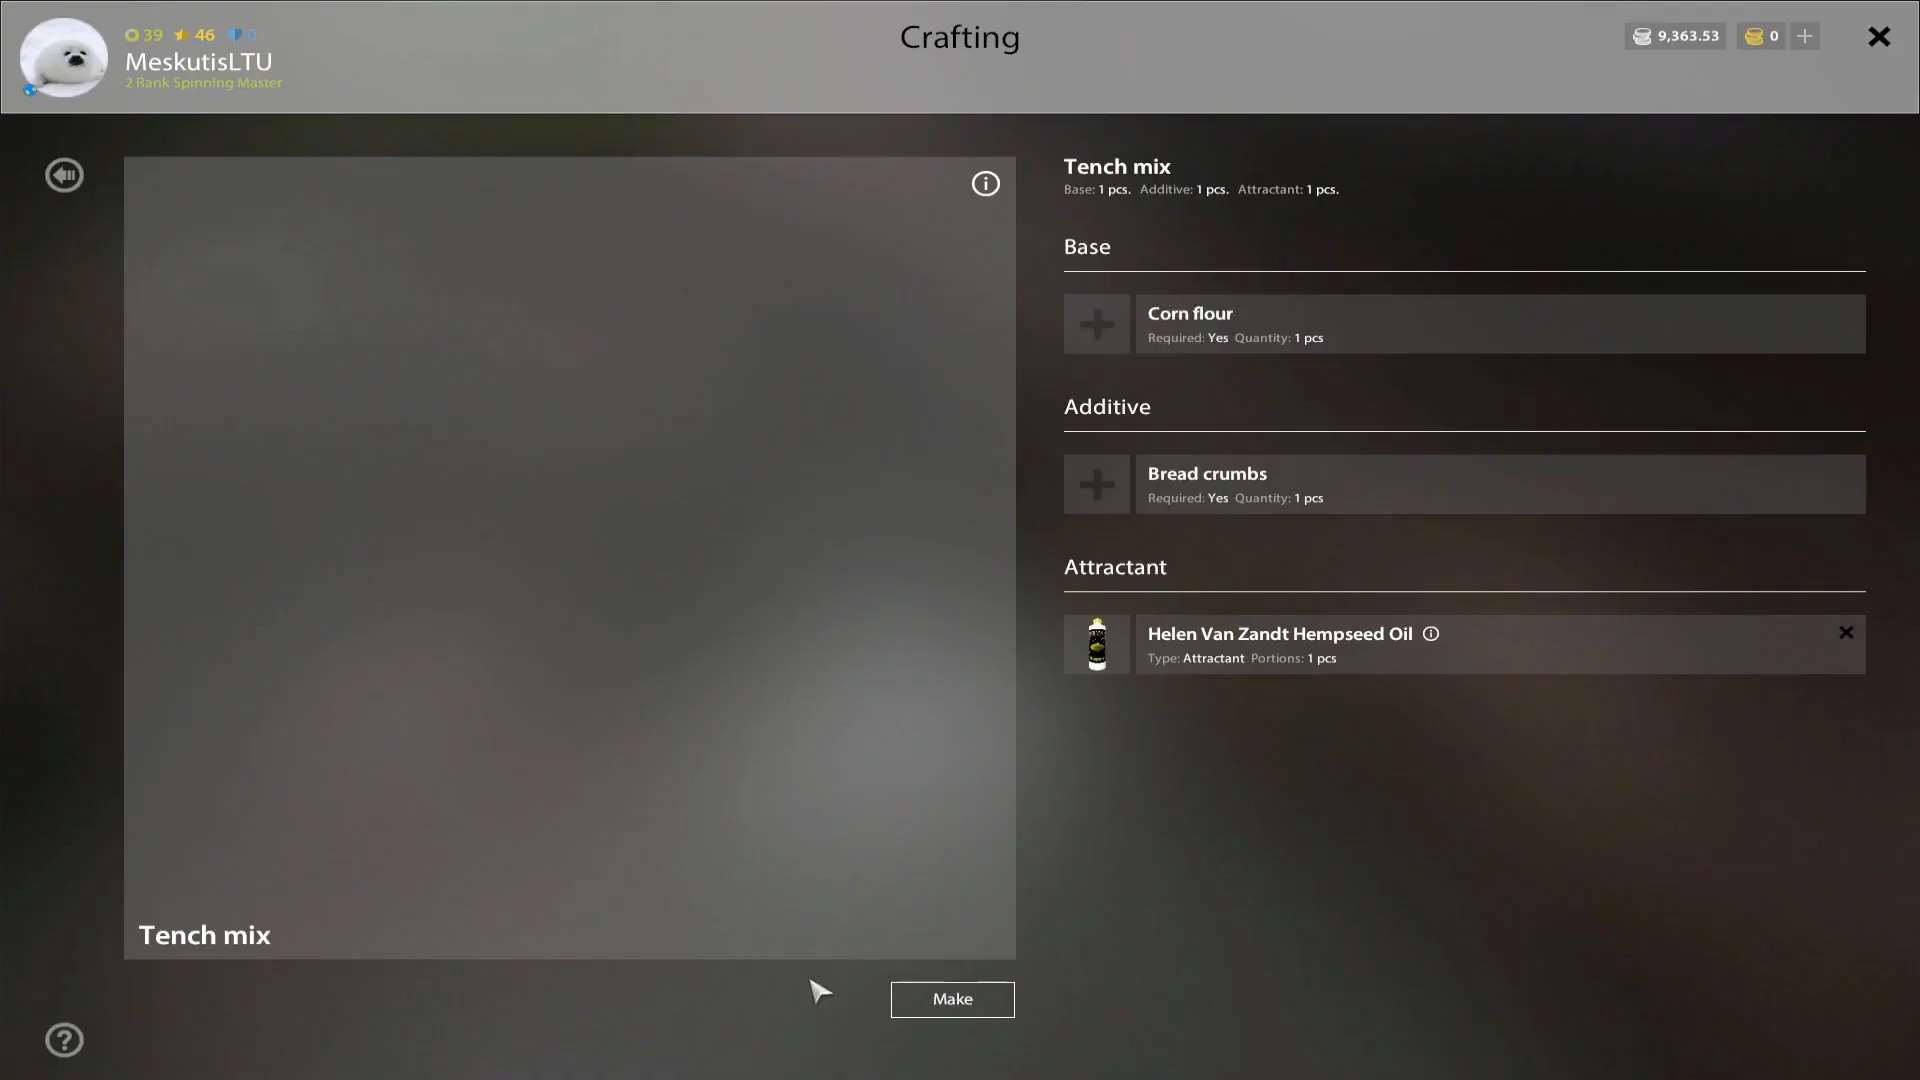 39 46 0
Crafting
9,363.53 0
MeskutisLTU
2 Rank Spinning Master
Tench mix
Base: 1 pcs. Additive: 1 pcs. Attractant: 1 pcs.
Base
Corn flour
Required: Yes Quantity: 1 pcs
Additive
Bread crumbs
Required: Yes Quantity: 1 pcs
Attractant
Helen Van Zandt Hempseed Oil
Type: Attractant Portions: 1 pcs
Tench mix
Make